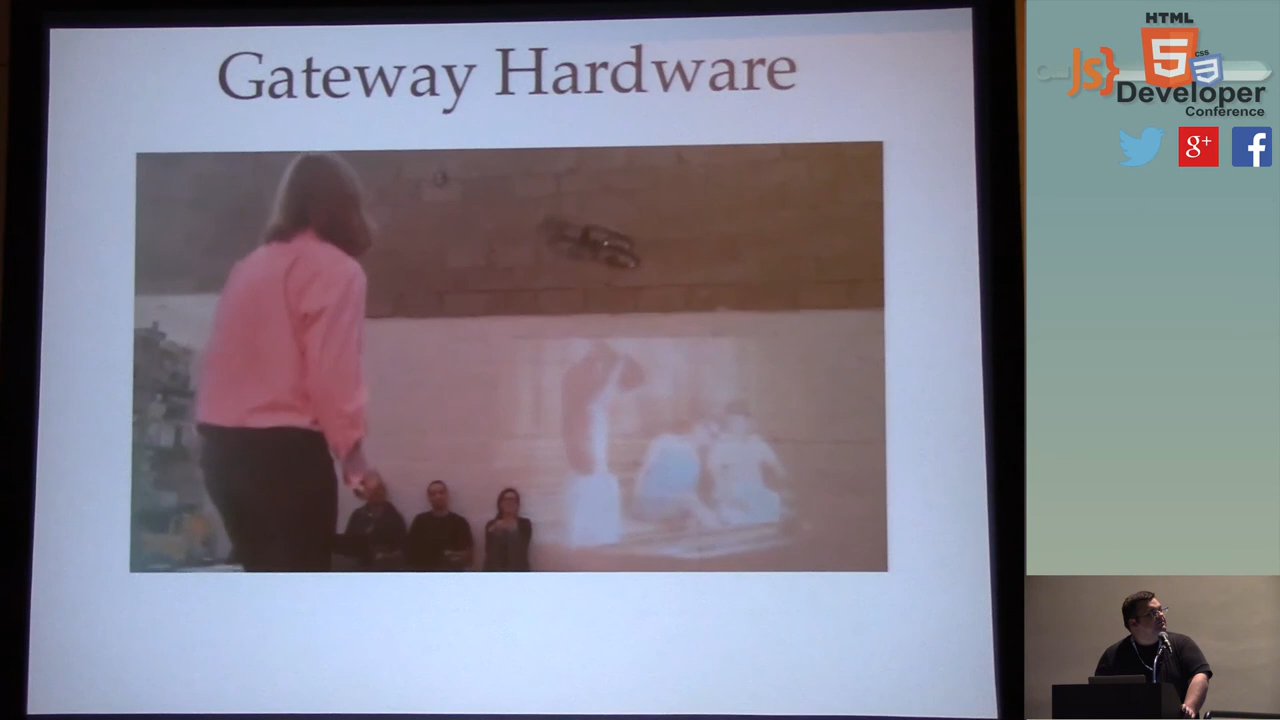 Gateway Hardware
HTML
JS}
5
CSS
3
Developer
Conference
g+
f